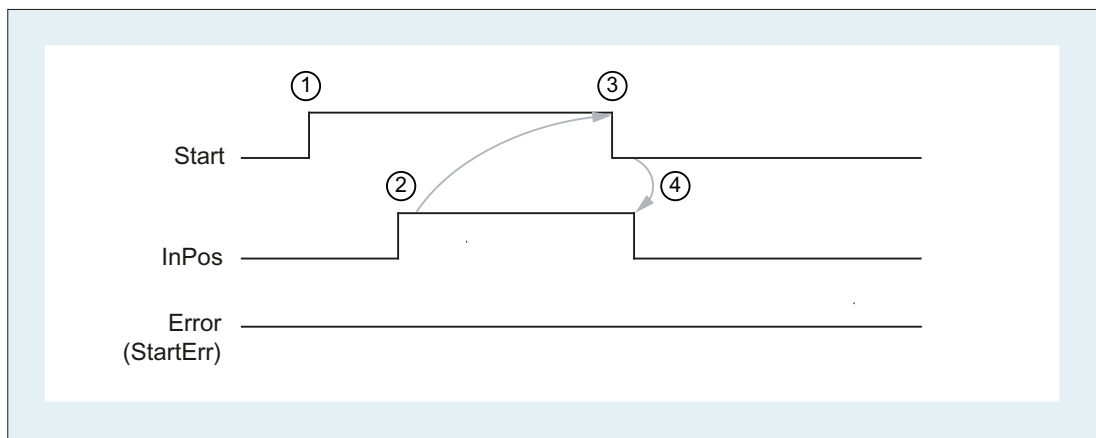 ①
③
Start
②
④
InPos
Error
(StartErr)